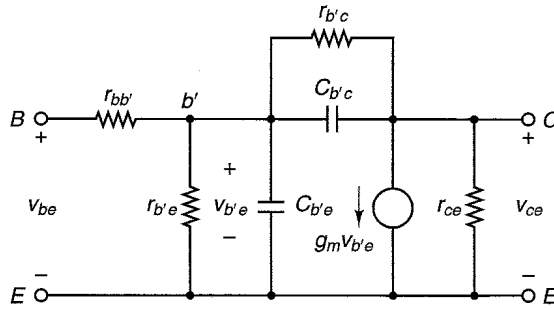 r_{b'c}
r_{bb'} b' C_{b'c}
B C
+ + +
v_{be} r_{b'e} v_{b'e} C_{b'e} r_{ce} v_{ce}
− g_m v_{b'e}
− −
E E